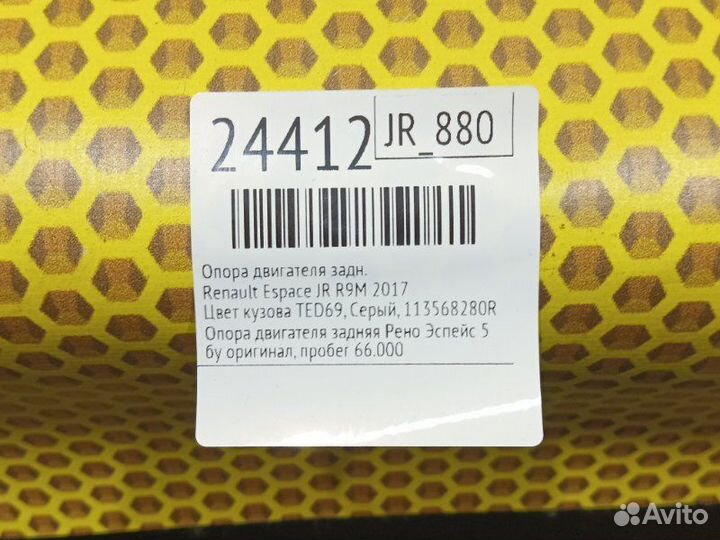 24412
JR_880
Опора двигателя задн.
Renault Espace JR R9M 2017
Цвет кузова TED69, Серый, 113568280R
Опора двигателя задняя Рено Эспейс 5
бу оригинал, пробег 66.000
Avito